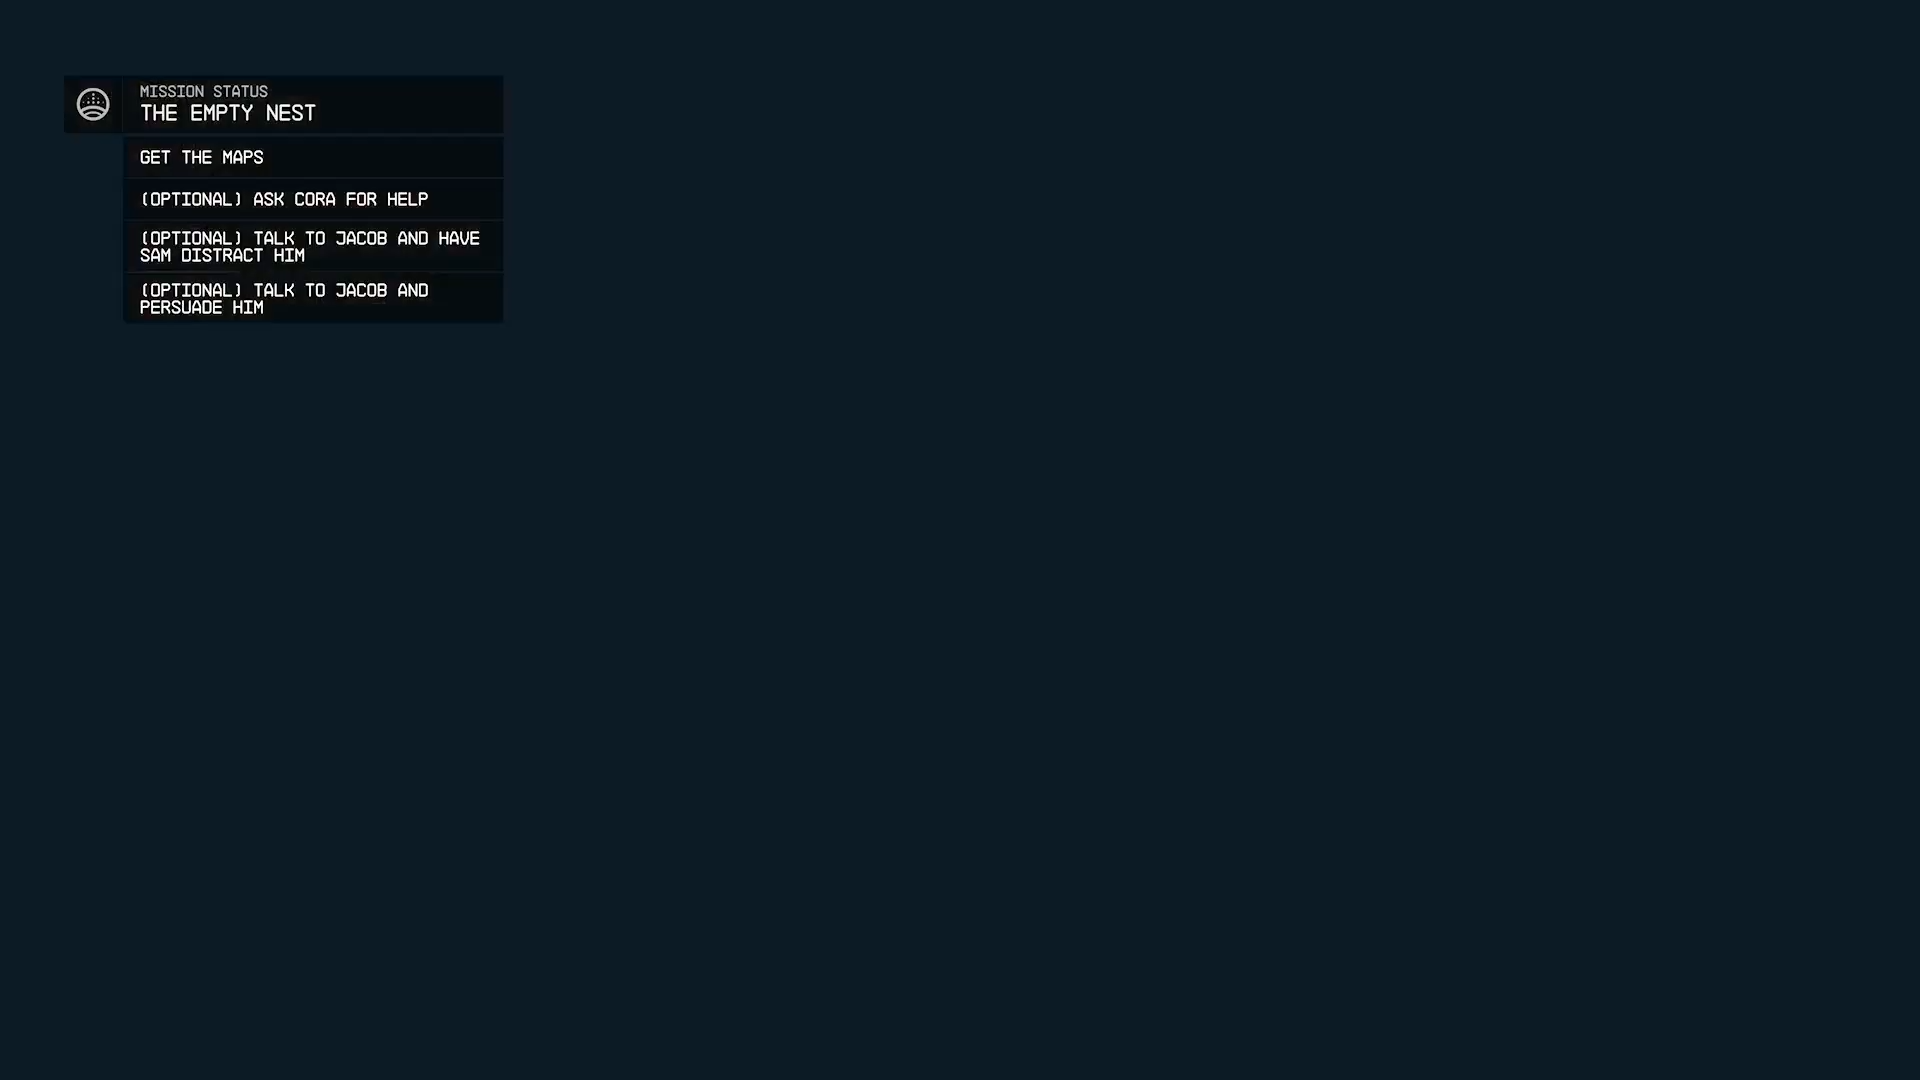 MISSION STATUS
THE EMPTY NEST
GET THE MAPS
(OPTIONAL) ASK CORA FOR HELP
(OPTIONAL) TALK TO JACOB AND HAVE
SAM DISTRACT HIM
(OPTIONAL) TALK TO JACOB AND
PERSUADE HIM